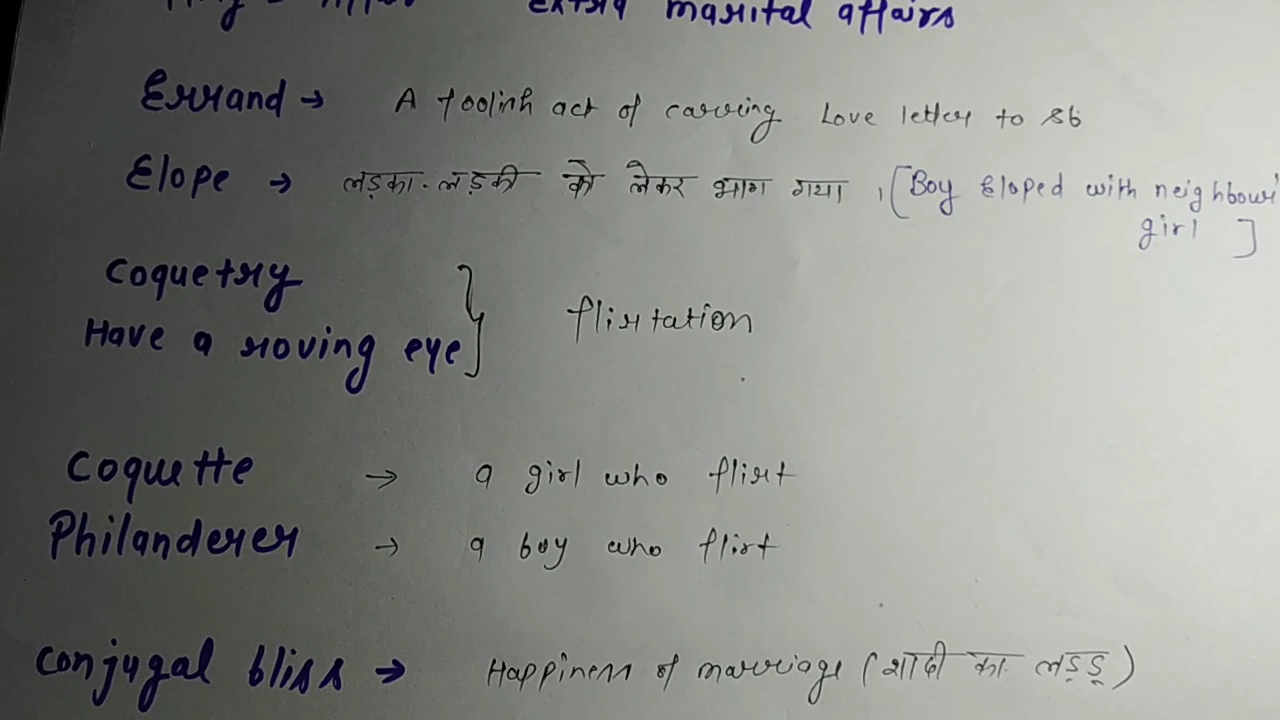 extra marital affairs
Errand → A foolish act of carring Love letter to sb
Elope → लड़का-लड़की को लेकर भाग गया, [Boy Eloped with neighbour'
girl ]
Coquetry
Have a roving eye } flirtation
Coquette → a girl who flirt
Philanderer → a boy who flirt
Conjugal bliss → Happiness of marriage (शादी का लड़्डू)